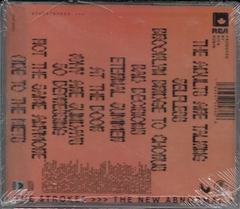 RCA
THE ADULTS ARE TALKING
SELFLESS
BROOKLYN BRIDGE TO CHORUS
BAD DECISIONS
ETERNAL SUMMER
AT THE DOOR
WHY ARE SUNDAYS
SO DEPRESSING
NOT THE SAME ANYMORE
ODE TO THE METS
THE STROKES >>> THE NEW ABNORMAL